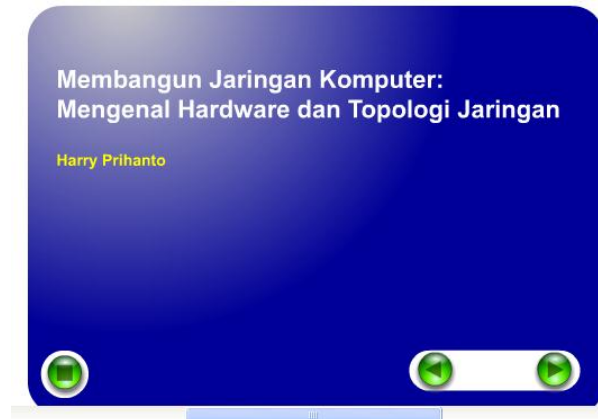 Membangun Jaringan Komputer:
Mengenal Hardware dan Topologi Jaringan
Harry Prihanto